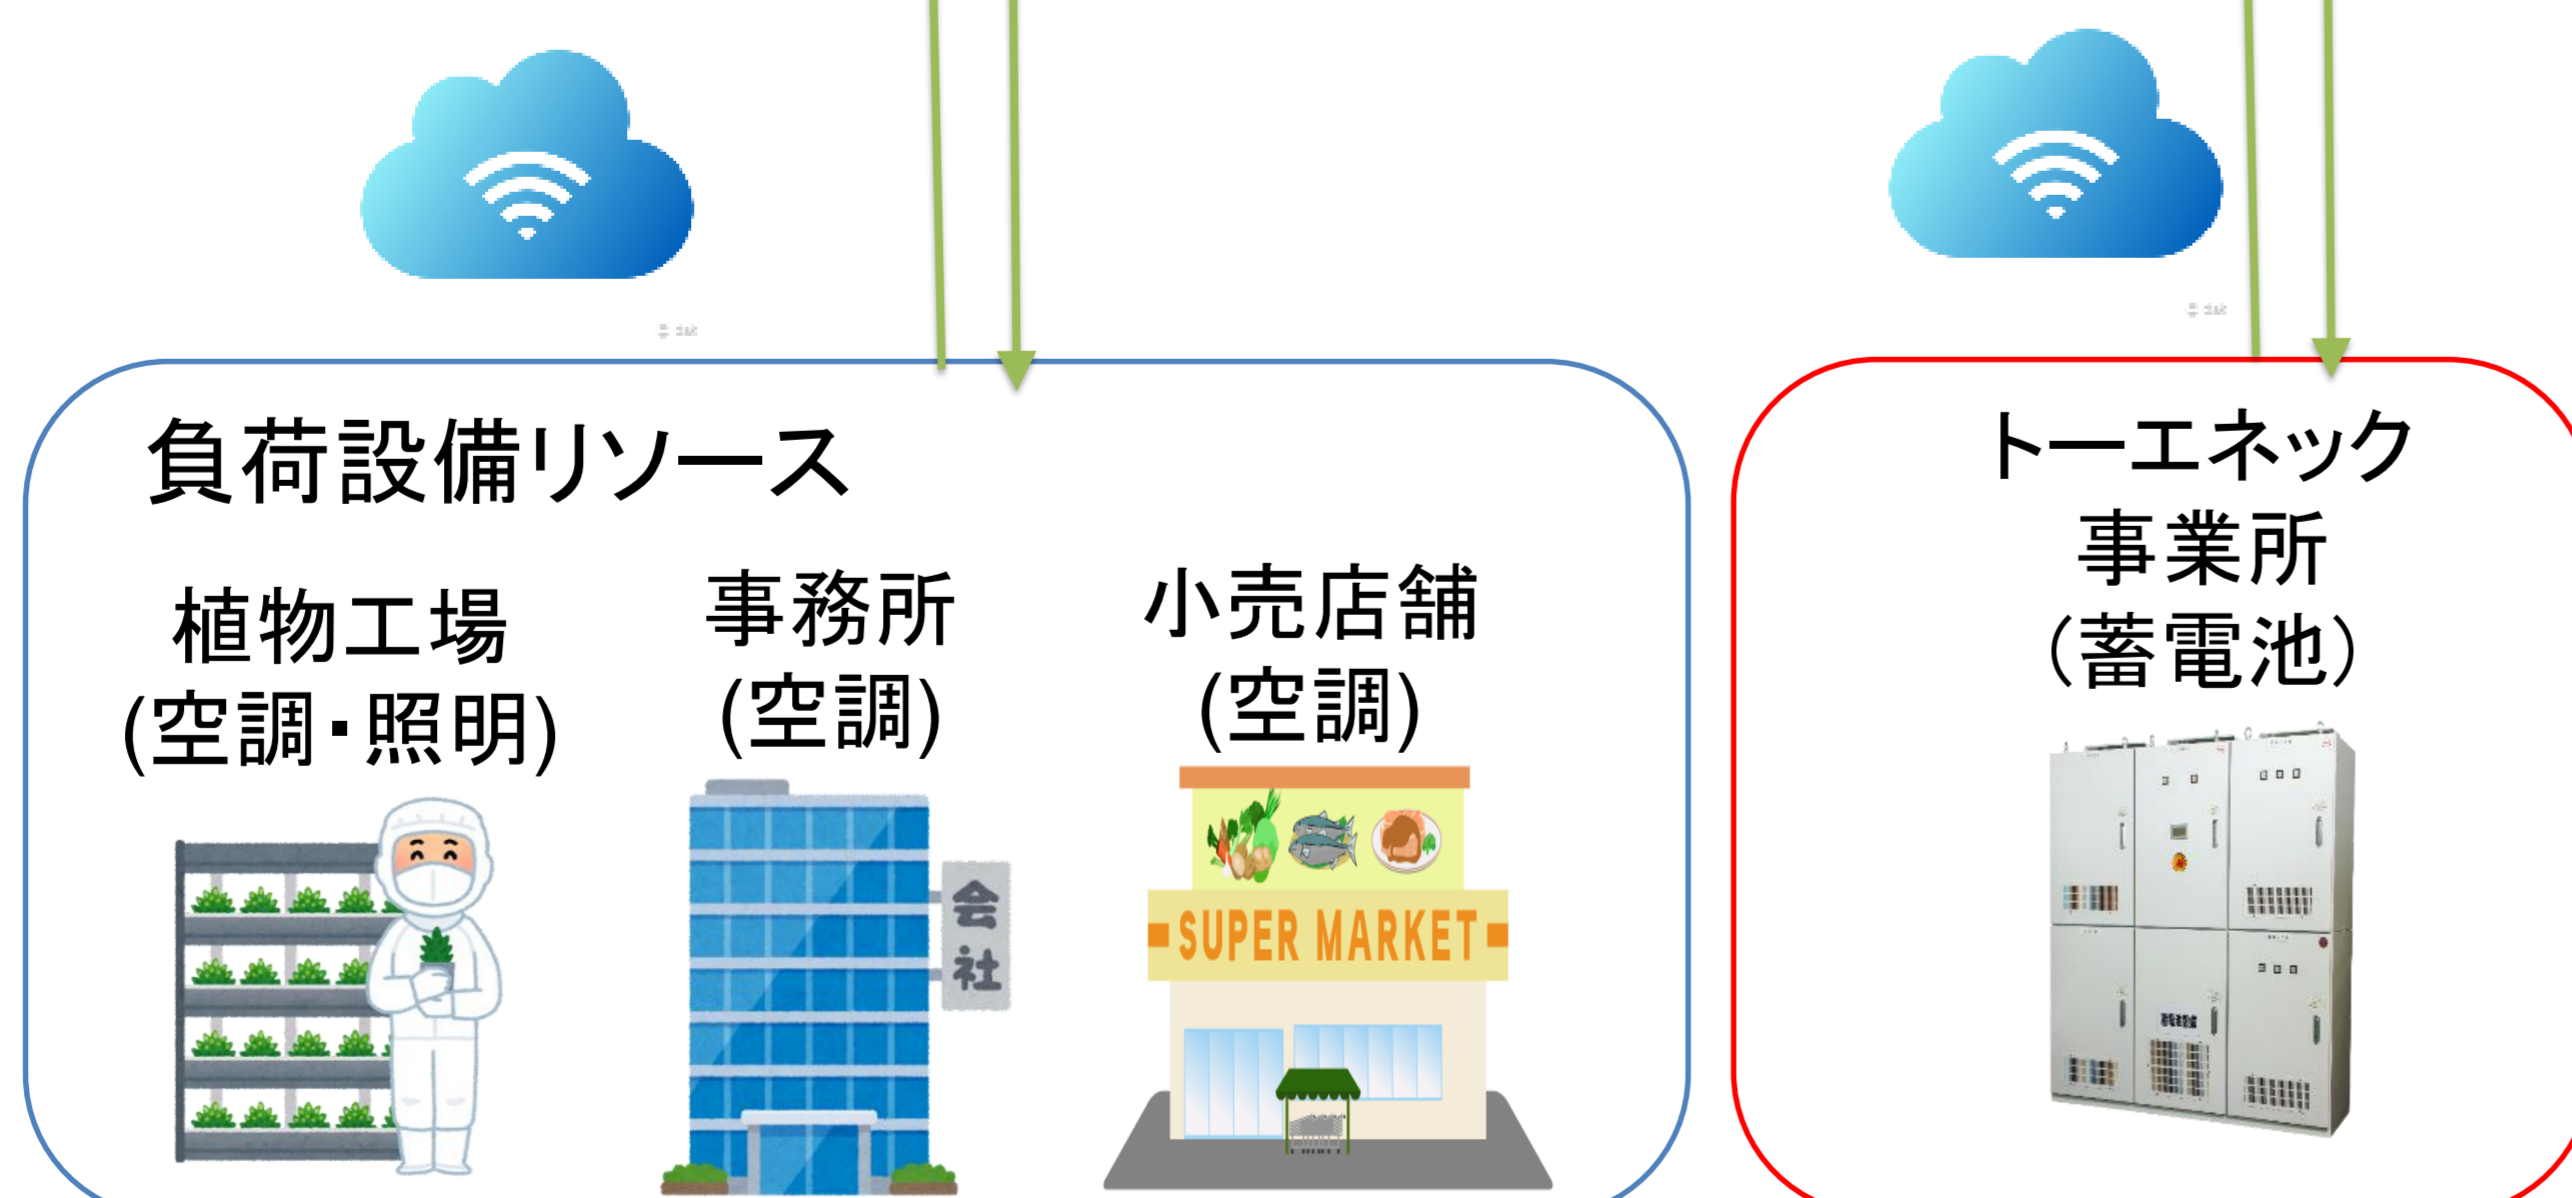 負荷設備リソース
植物工場
(空調・照明)
事務所
(空調)
会社
小売店舗
(空調)
SUPER MARKET
トーエネック
事業所
（蓄電池）